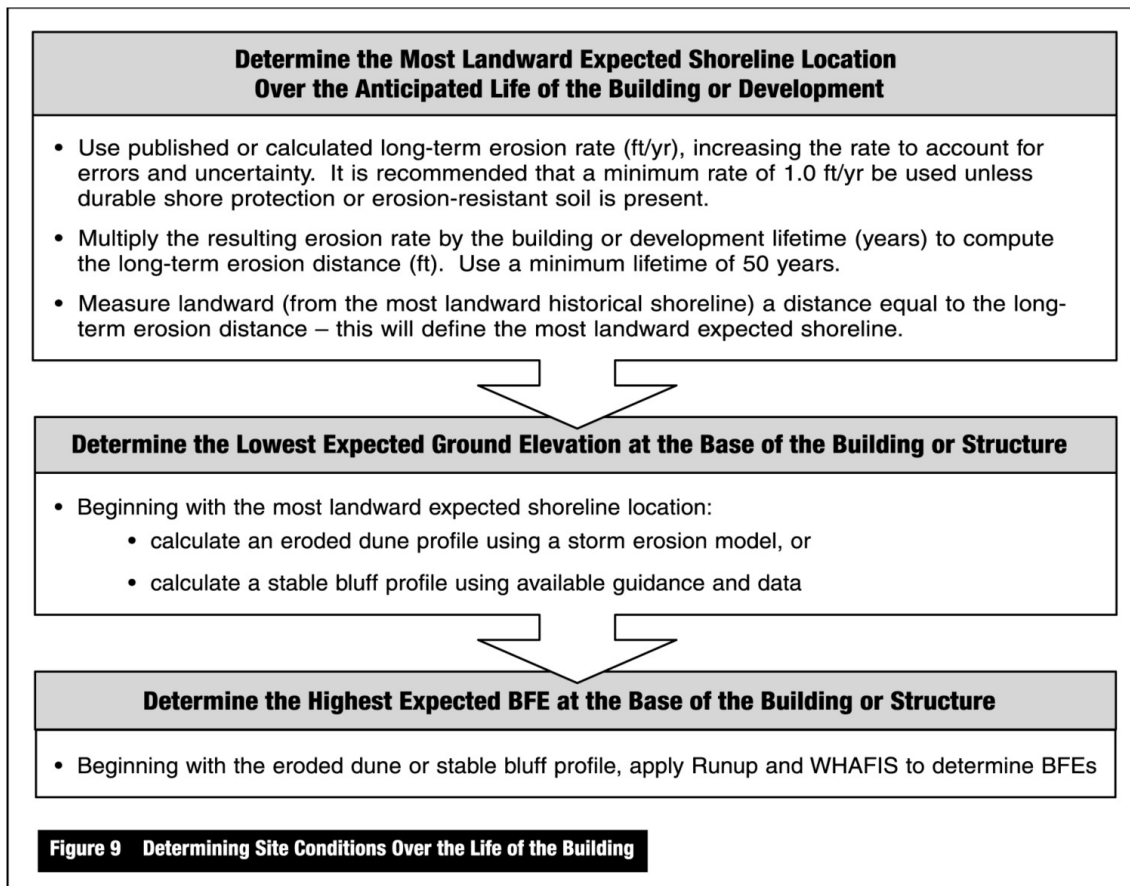 Determine the Most Landward Expected Shoreline Location
Over the Anticipated Life of the Building or Development
• Use published or calculated long-term erosion rate (ft/yr), increasing the rate to account for
errors and uncertainty. It is recommended that a minimum rate of 1.0 ft/yr be used unless
durable shore protection or erosion-resistant soil is present.
• Multiply the resulting erosion rate by the building or development lifetime (years) to compute
the long-term erosion distance (ft). Use a minimum lifetime of 50 years.
• Measure landward (from the most landward historical shoreline) a distance equal to the long-
term erosion distance – this will define the most landward expected shoreline.
Determine the Lowest Expected Ground Elevation at the Base of the Building or Structure
• Beginning with the most landward expected shoreline location:
• calculate an eroded dune profile using a storm erosion model, or
• calculate a stable bluff profile using available guidance and data
Determine the Highest Expected BFE at the Base of the Building or Structure
• Beginning with the eroded dune or stable bluff profile, apply Runup and WHAFIS to determine BFEs
Figure 9 Determining Site Conditions Over the Life of the Building